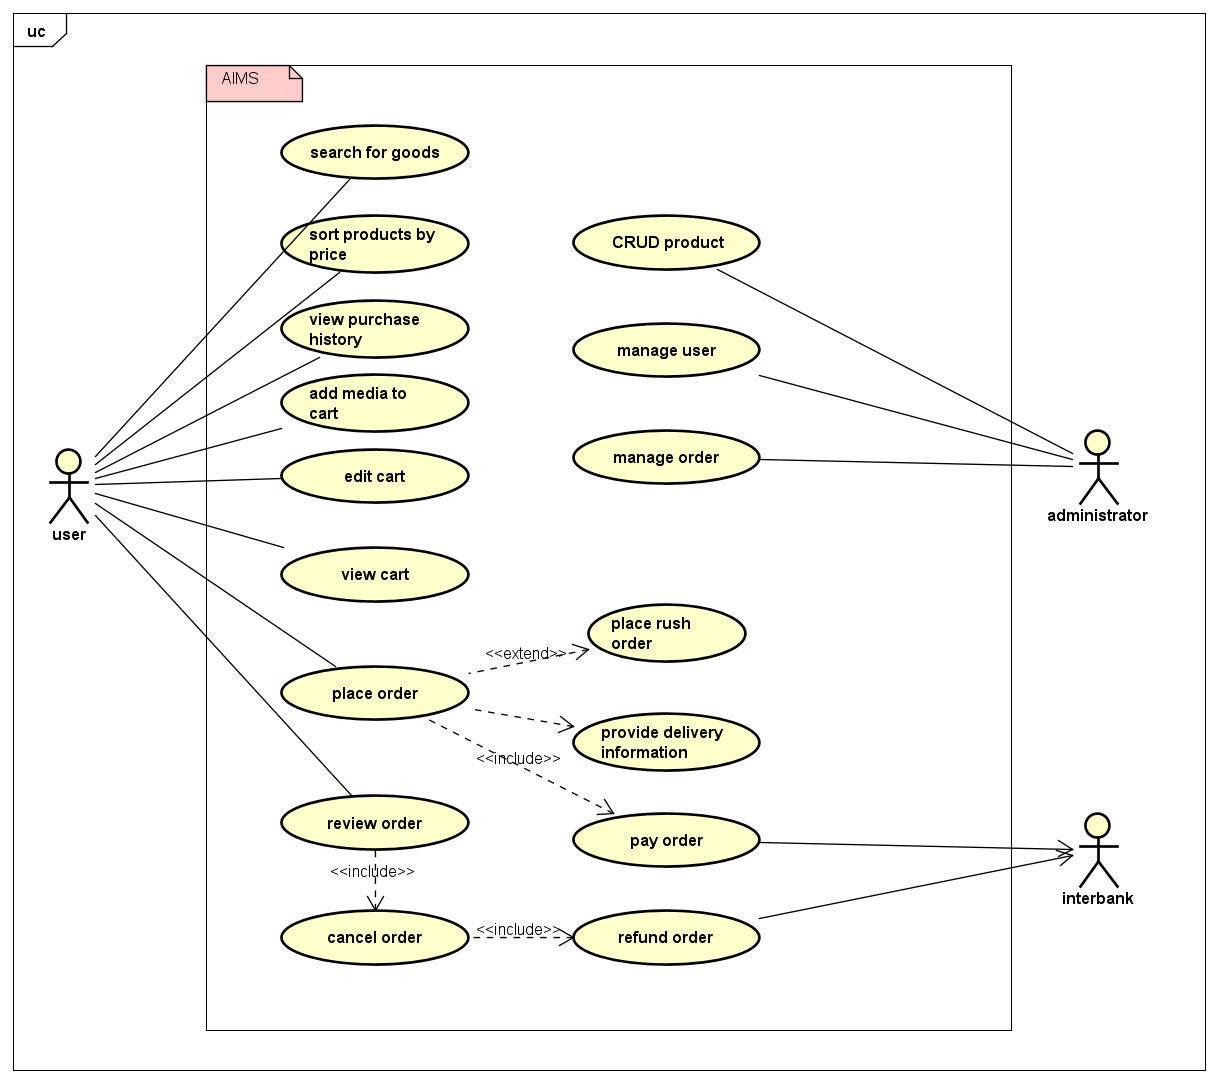 uc
AIMS
search for goods
sort products by
price
CRUD product
view purchase
history
manage user
add media to
cart
edit cart
manage order
user
administrator
view cart
place rush
order
<<extend>>
place order
provide delivery
information
<<include>>
review order
pay order
<<include>>
interbank
cancel order
<<include>>
refund order